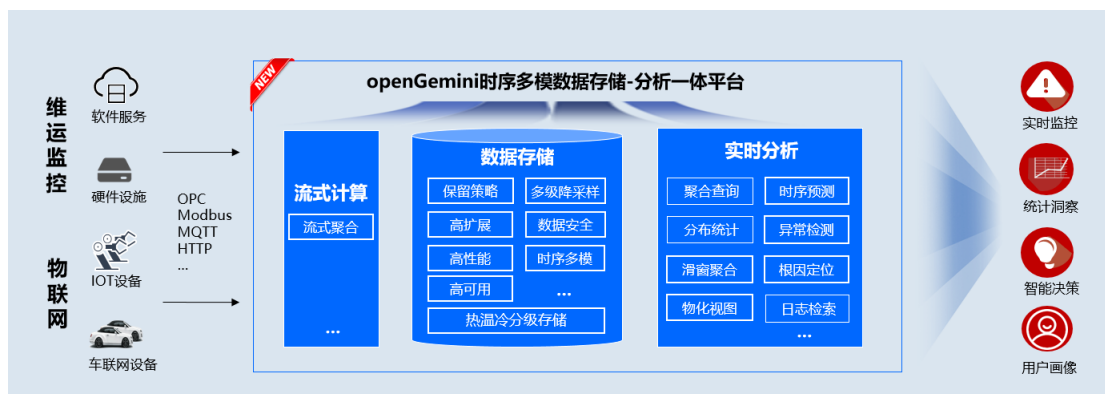 维运监控
软件服务
硬件设施
物联网
IOT设备
车联网设备
OPC
Modbus
MQTT
HTTP
...
NEW
openGemini时序多模数据存储-分析一体平台
流式计算
流式聚合
...
数据存储
保留策略
多级降采样
高扩展
数据安全
高性能
时序多模
高可用
...
热温冷分级存储
实时分析
聚合查询
时序预测
分布统计
异常检测
滑窗聚合
根因定位
物化视图
日志检索
...
实时监控
统计洞察
智能决策
用户画像